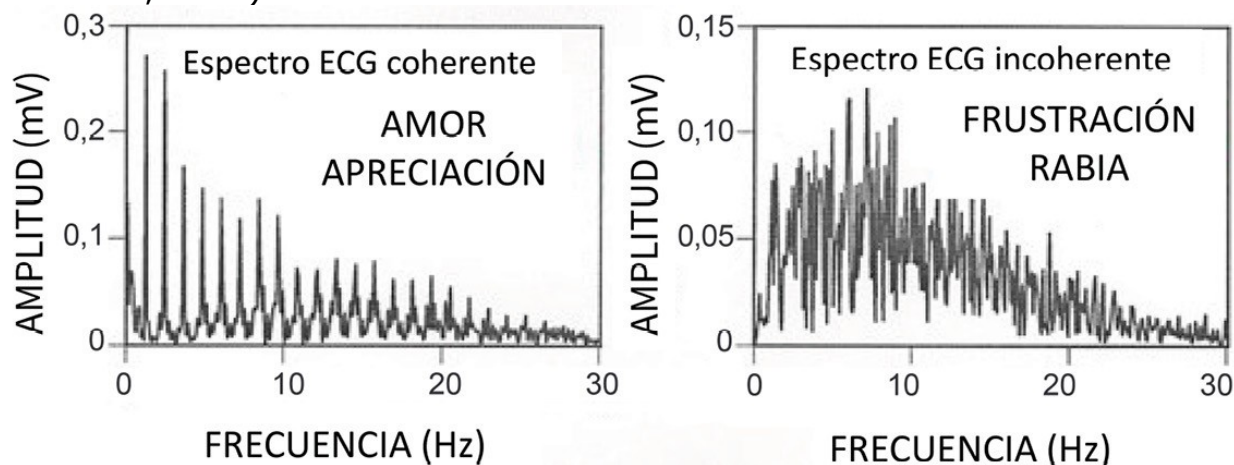 0,3
0,2
0,1
0
AMPLITUD (mV)
Espectro ECG coherente
AMOR
APRECIACIÓN
0
10
20
30
FRECUENCIA (Hz)
0,15
0,10
0,05
0
AMPLITUD (mV)
Espectro ECG incoherente
FRUSTRACIÓN
RABIA
0
10
20
30
FRECUENCIA (Hz)